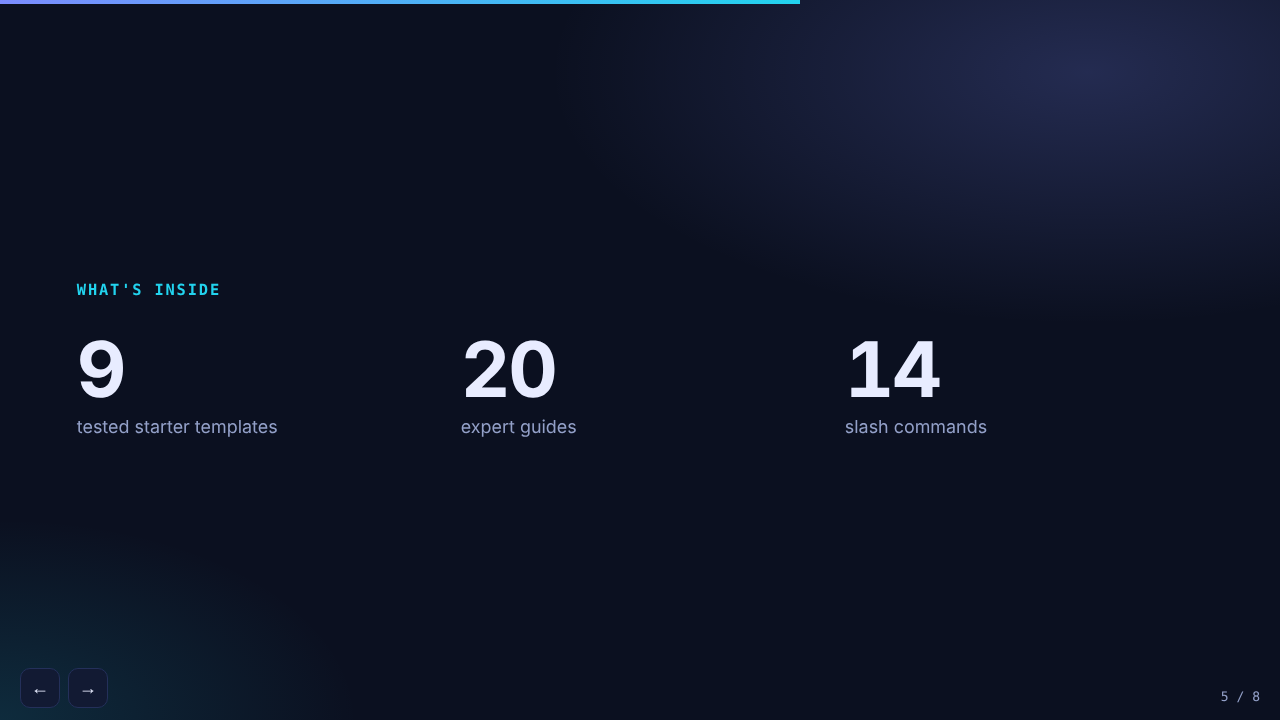 WHAT'S INSIDE
9 20 14
tested starter templates expert guides slash commands
← →
5 / 8